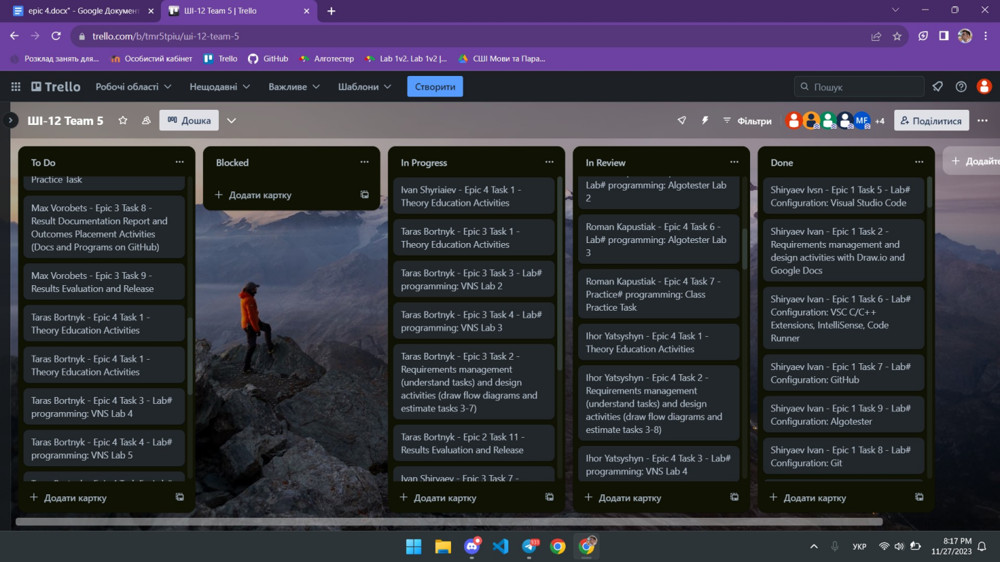 epic 4.docx" - Google Документ
ШІ-12 Team 5 | Trello
trello.com/b/tmr5tpiu/ші-12-team-5
Розклад занять для...
Особистий кабінет
Trello
GitHub
Алготестер
Lab 1v2. Lab 1v2 |...
СШІ Мови та Пара...
Trello
Робочі області
Нещодавні
Важливе
Шаблони
Створити
Пошук
ШІ-12 Team 5
Дошка
Фільтри
MF
+4
Поділитися
To Do
Practice Task
Max Vorobets - Epic 3 Task 8 -
Result Documentation Report and
Outcomes Placement Activities
(Docs and Programs on GitHub)
Max Vorobets - Epic 3 Task 9 -
Results Evaluation and Release
Taras Bortnyk - Epic 4 Task 1 -
Theory Education Activities
Taras Bortnyk - Epic 4 Task 1 -
Theory Education Activities
Taras Bortnyk - Epic 4 Task 3 - Lab#
programming: VNS Lab 4
Taras Bortnyk - Epic 4 Task 4 - Lab#
programming: VNS Lab 5
Додати картку
Blocked
Додати картку
In Progress
Ivan Shyriaiev - Epic 4 Task 1 -
Theory Education Activities
Taras Bortnyk - Epic 3 Task 1 -
Theory Education Activities
Taras Bortnyk - Epic 3 Task 3 - Lab#
programming: VNS Lab 2
Taras Bortnyk - Epic 3 Task 4 - Lab#
programming: VNS Lab 3
Taras Bortnyk - Epic 3 Task 2 -
Requirements management
(understand tasks) and design
activities (draw flow diagrams and
estimate tasks 3-7)
Taras Bortnyk - Epic 2 Task 11 -
Results Evaluation and Release
Ivan Shiryaev - Epic 3 Task 7 -
Додати картку
In Review
Lab# programming: Algotester Lab
2
Roman Kapustiak - Epic 4 Task 6 -
Lab# programming: Algotester Lab
3
Roman Kapustiak - Epic 4 Task 7 -
Practice# programming: Class
Practice Task
Ihor Yatsyshyn - Epic 4 Task 1 -
Theory Education Activities
Ihor Yatsyshyn - Epic 4 Task 2 -
Requirements management
(understand tasks) and design
activities (draw flow diagrams and
estimate tasks 3-8)
Ihor Yatsyshyn - Epic 4 Task 3 - Lab#
programming: VNS Lab 4
Додати картку
Done
Shiryaev Ivsn - Epic 1 Task 5 - Lab#
Configuration: Visual Studio Code
Shiryaev Ivan - Epic 1 Task 2 -
Requirements management and
design activities with Draw.io and
Google Docs
Shiryaev Ivan - Epic 1 Task 6 - Lab#
Configuration: VSC C/C++
Extensions, IntelliSense, Code
Runner
Shiryaev Ivan - Epic 1 Task 7 - Lab#
Configuration: GitHub
Shiryaev Ivan - Epic 1 Task 9 - Lab#
Configuration: Algotester
Shiryaev Ivan - Epic 1 Task 8 - Lab#
Configuration: Git
Додати картку
Додайте
931
УКР
8:17 PM
11/27/2023